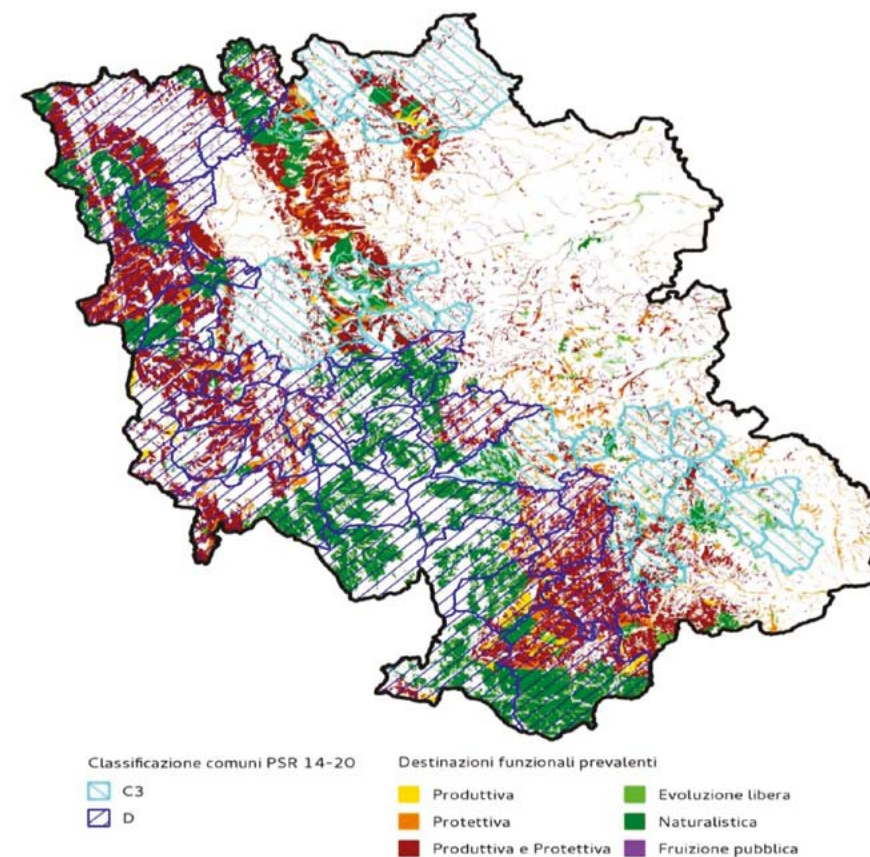 Classificazione comuni PSR 14-20
C3
D
Destinazioni funzionali prevalenti
Produttiva
Protettiva
Produttiva e Protettiva
Evoluzione libera
Naturalistica
Fruizione pubblica